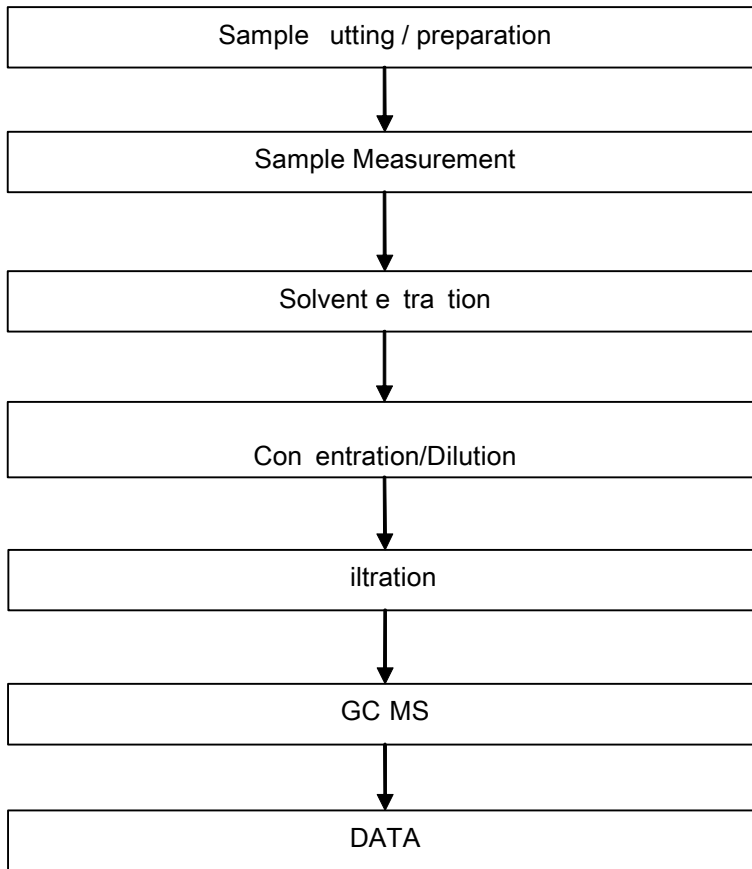 Sample utting / preparation
Sample Measurement
Solvent e tra tion
Con entration/Dilution
iltration
GC MS
DATA